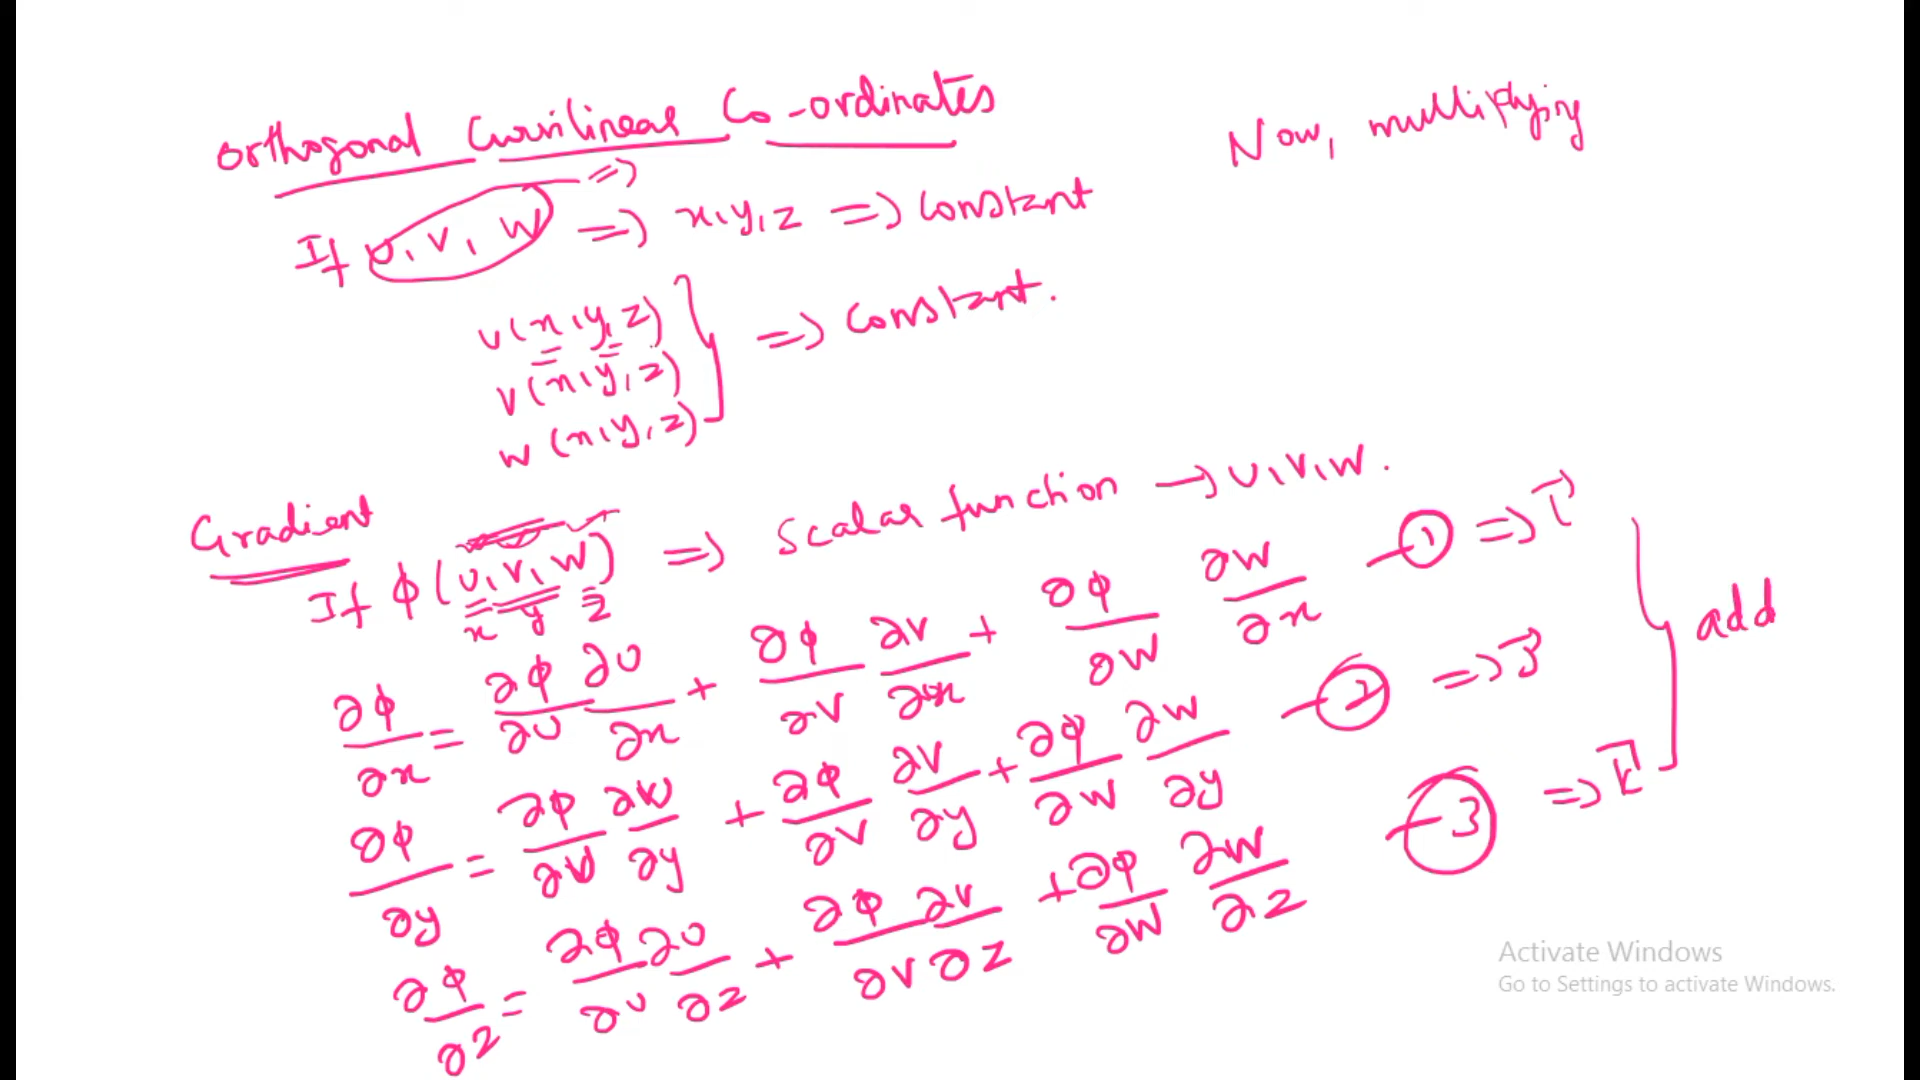 Orthogonal Curvilinear Co-ordinates
=>
If u, v, w => x, y, z => Constant
u(x, y, z)
v(x, y, z)
w(x, y, z)
=> Constant.
Gradient
If φ(u, v, w) => Scalar function → u, v, w.
x y z
∂φ/∂x = ∂φ/∂u ∂u/∂x + ∂φ/∂v ∂v/∂x + ∂φ/∂w ∂w/∂x — 1 => i
∂φ/∂y = ∂φ/∂u ∂u/∂y + ∂φ/∂v ∂v/∂y + ∂φ/∂w ∂w/∂y — 2 => j
∂φ/∂z = ∂φ/∂u ∂u/∂z + ∂φ/∂v ∂v/∂z + ∂φ/∂w ∂w/∂z — 3 => k
add
Now, multiplying
Activate Windows
Go to Settings to activate Windows.